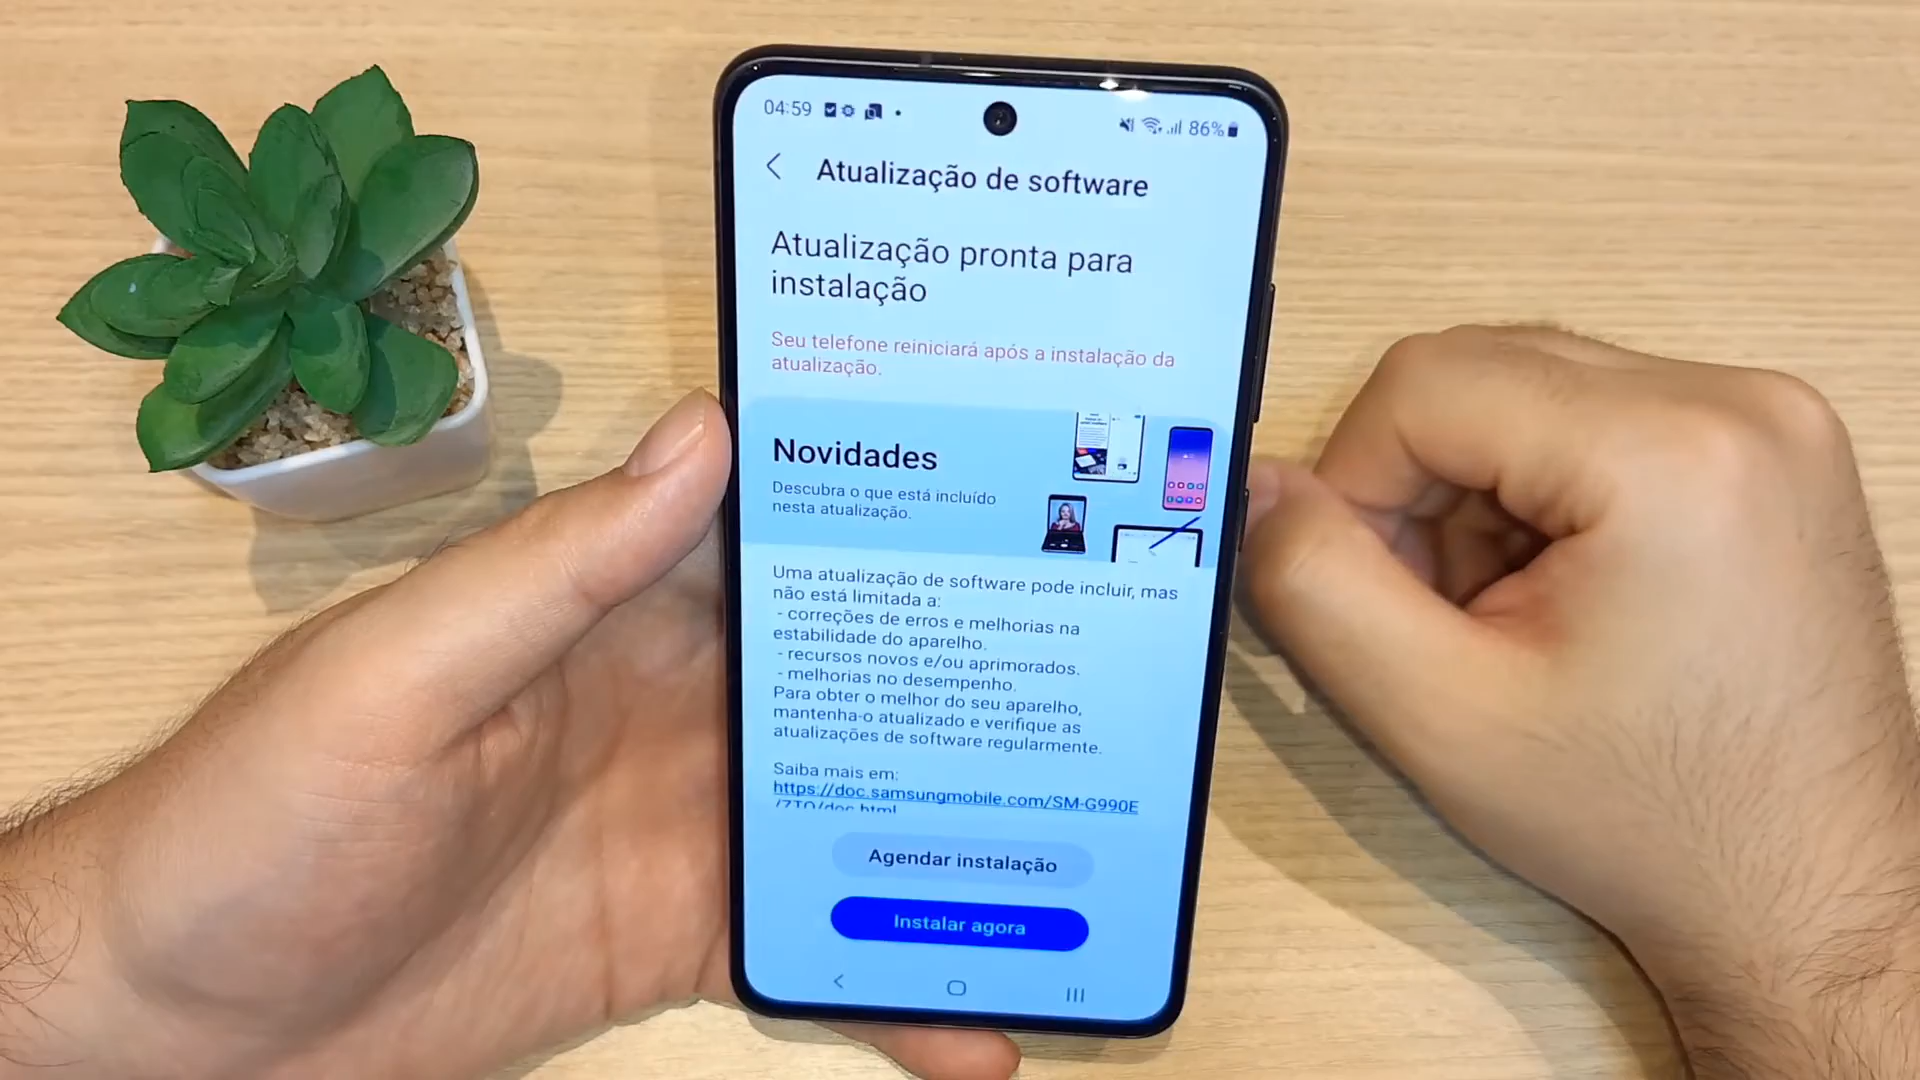 04:59
86%
Atualização de software
Atualização pronta para
instalação
Seu telefone reiniciará após a instalação da
atualização.
Novidades
Descubra o que está incluído
nesta atualização.
Uma atualização de software pode incluir, mas
não está limitada a:
- correções de erros e melhorias na
estabilidade do aparelho.
- recursos novos e/ou aprimorados.
- melhorias no desempenho.
Para obter o melhor do seu aparelho,
mantenha-o atualizado e verifique as
atualizações de software regularmente.
Saiba mais em:
https://doc.samsungmobile.com/SM-G990E
/ZTO/doc.html
Agendar instalação
Instalar agora